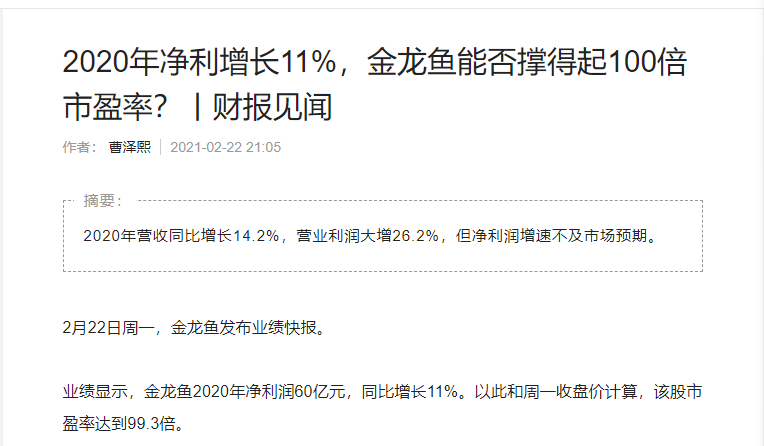 2020年净利增长11%，金龙鱼能否撑得起100倍
市盈率？丨财报见闻
作者： 曹泽熙 2021-02-22 21:05
摘要：
2020年营收同比增长14.2%，营业利润大增26.2%，但净利润增速不及市场预期。
2月22日周一，金龙鱼发布业绩快报。
业绩显示，金龙鱼2020年净利润60亿元，同比增长11%。以此和周一收盘价计算，该股市
盈率达到99.3倍。